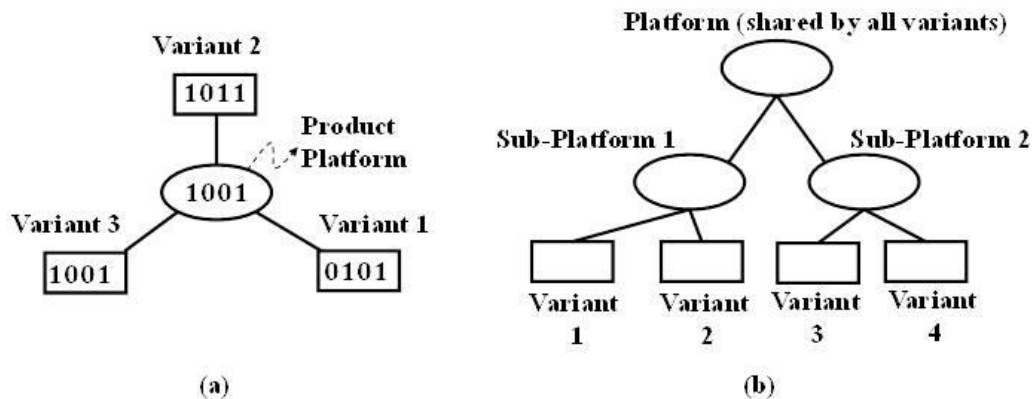 Variant 2
1011
Product
Platform
1001
Variant 3
Variant 1
1001
0101
(a)
Platform (shared by all variants)
Sub-Platform 1
Sub-Platform 2
Variant
1
Variant
2
Variant
3
Variant
4
(b)